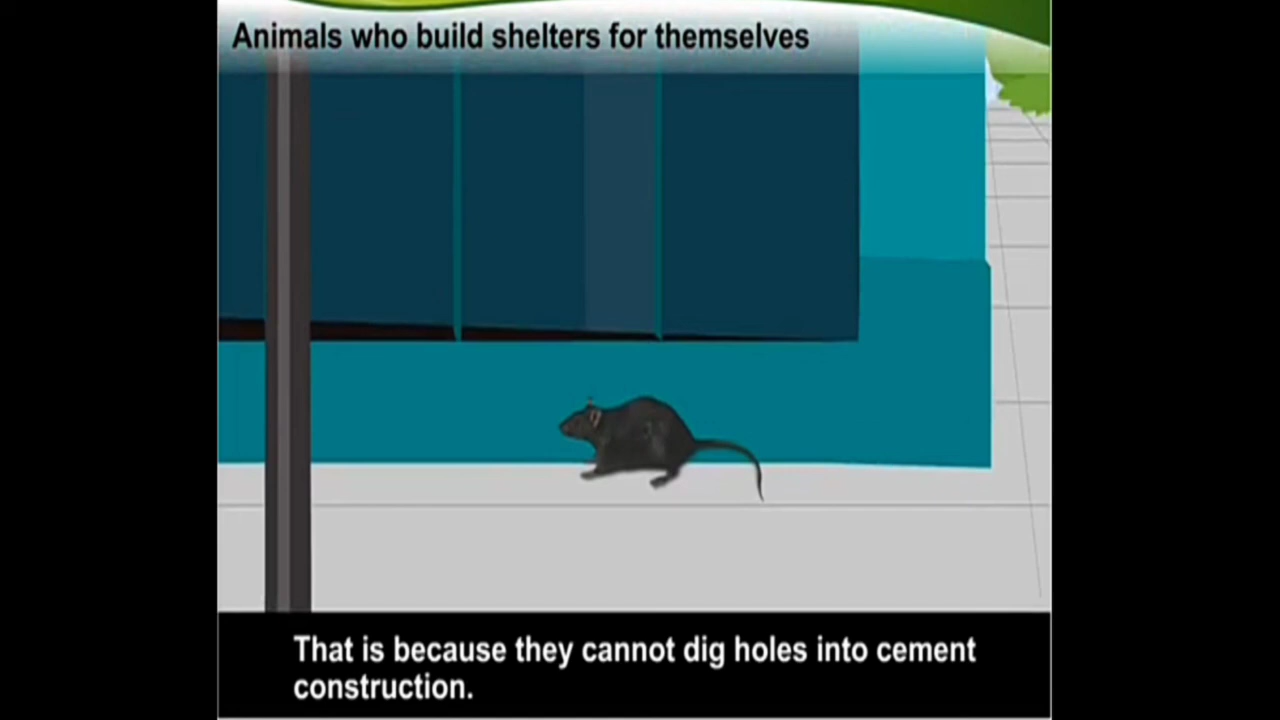 Animals who build shelters for themselves
That is because they cannot dig holes into cement
construction.